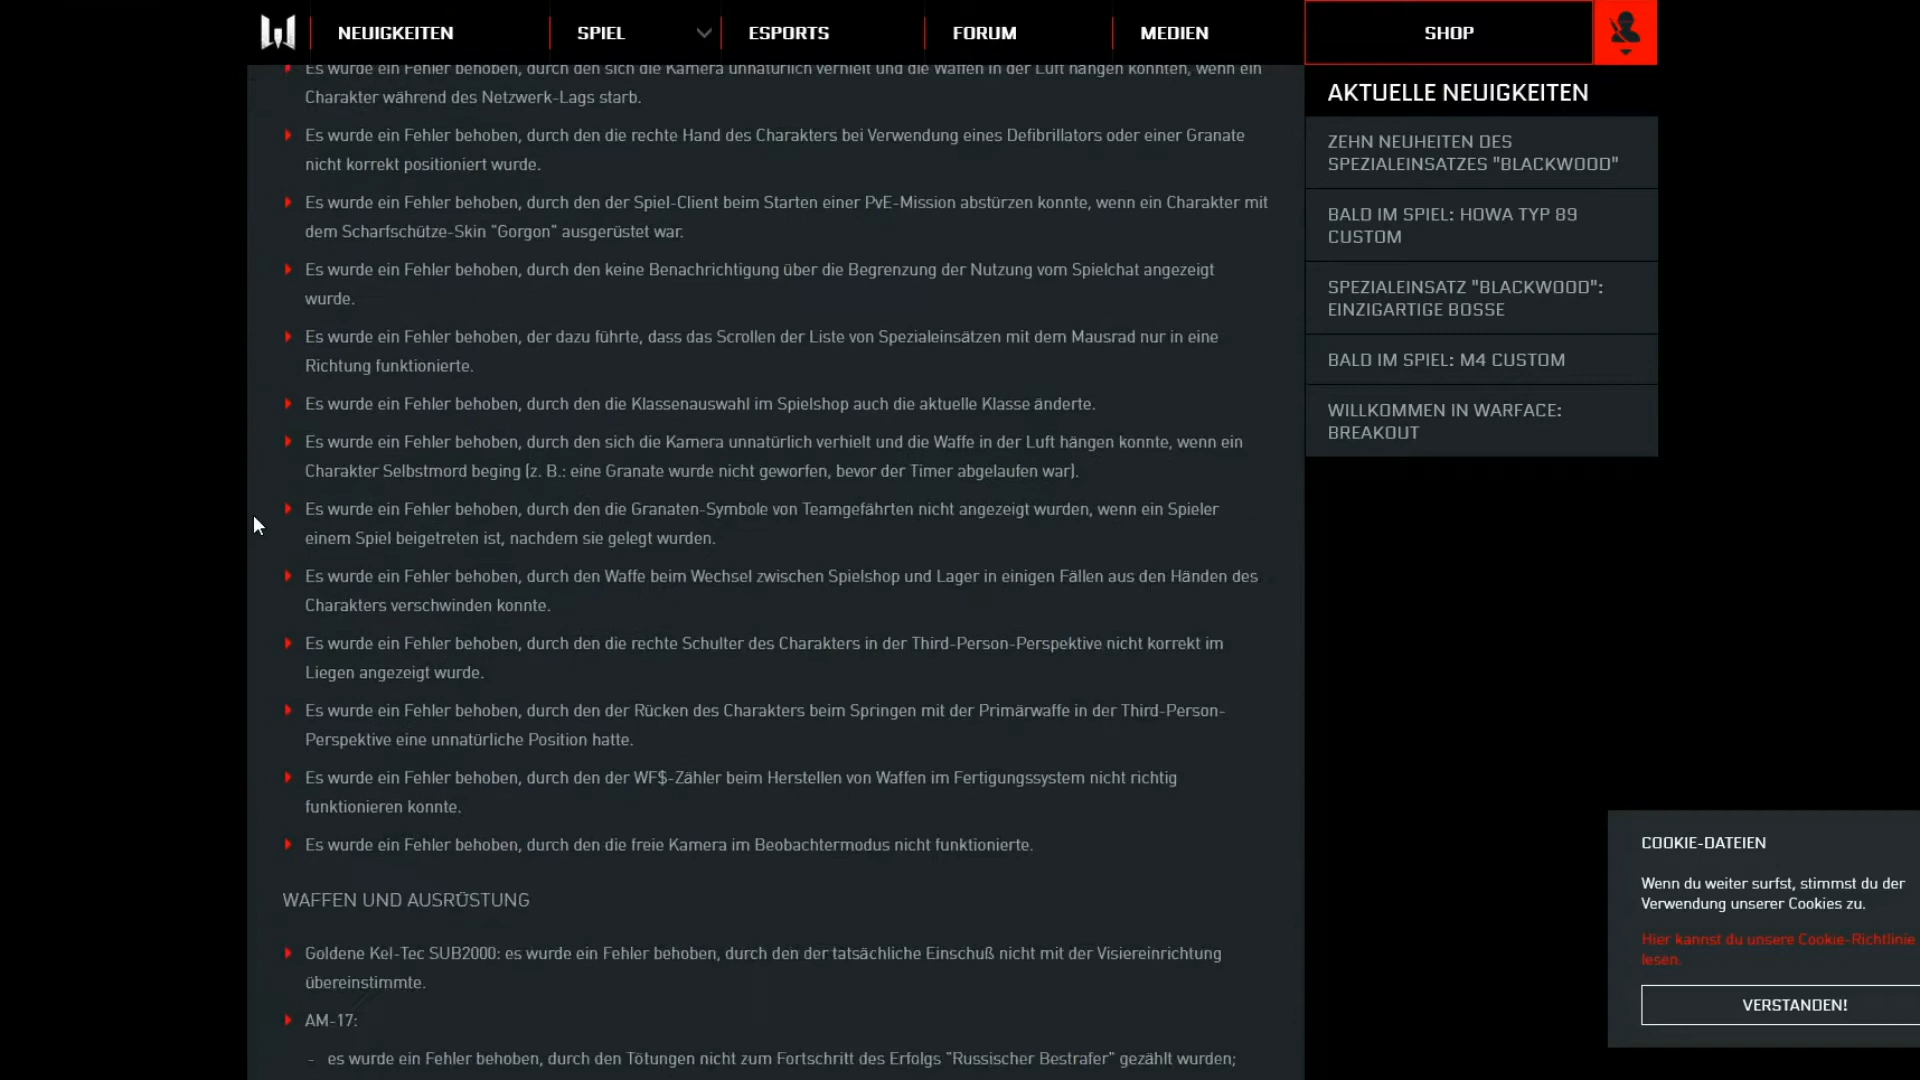 NEUIGKEITEN
SPIEL
ESPORTS
FORUM
MEDIEN
SHOP
Es wurde ein Fehler behoben, durch den sich die Kamera unnatürlich verhielt und die Waffen in der Luft hängen konnten, wenn ein
Charakter während des Netzwerk-Lags starb.
Es wurde ein Fehler behoben, durch den die rechte Hand des Charakters bei Verwendung eines Defibrillators oder einer Granate
nicht korrekt positioniert wurde.
Es wurde ein Fehler behoben, durch den der Spiel-Client beim Starten einer PvE-Mission abstürzen konnte, wenn ein Charakter mit
dem Scharfschütze-Skin "Gorgon" ausgerüstet war.
Es wurde ein Fehler behoben, durch den keine Benachrichtigung über die Begrenzung der Nutzung vom Spielchat angezeigt
wurde.
Es wurde ein Fehler behoben, der dazu führte, dass das Scrollen der Liste von Spezialeinsätzen mit dem Mausrad nur in eine
Richtung funktionierte.
Es wurde ein Fehler behoben, durch den die Klassenauswahl im Spielshop auch die aktuelle Klasse änderte.
Es wurde ein Fehler behoben, durch den sich die Kamera unnatürlich verhielt und die Waffe in der Luft hängen konnte, wenn ein
Charakter Selbstmord beging (z. B.: eine Granate wurde nicht geworfen, bevor der Timer abgelaufen war).
Es wurde ein Fehler behoben, durch den die Granaten-Symbole von Teamgefährten nicht angezeigt wurden, wenn ein Spieler
einem Spiel beigetreten ist, nachdem sie gelegt wurden.
Es wurde ein Fehler behoben, durch den Waffe beim Wechsel zwischen Spielshop und Lager in einigen Fällen aus den Händen des
Charakters verschwinden konnte.
Es wurde ein Fehler behoben, durch den die rechte Schulter des Charakters in der Third-Person-Perspektive nicht korrekt im
Liegen angezeigt wurde.
Es wurde ein Fehler behoben, durch den der Rücken des Charakters beim Springen mit der Primärwaffe in der Third-Person-
Perspektive eine unnatürliche Position hatte.
Es wurde ein Fehler behoben, durch den der WF$-Zähler beim Herstellen von Waffen im Fertigungssystem nicht richtig
funktionieren konnte.
Es wurde ein Fehler behoben, durch den die freie Kamera im Beobachtermodus nicht funktionierte.
WAFFEN UND AUSRÜSTUNG
Goldene Kel-Tec SUB2000: es wurde ein Fehler behoben, durch den der tatsächliche Einschuß nicht mit der Visiereinrichtung
übereinstimmte.
AM-17:
- es wurde ein Fehler behoben, durch den Tötungen nicht zum Fortschritt des Erfolgs "Russischer Bestrafer" gezählt wurden;
AKTUELLE NEUIGKEITEN
ZEHN NEUHEITEN DES
SPEZIALEINSATZES "BLACKWOOD"
BALD IM SPIEL: HOWA TYP 89
CUSTOM
SPEZIALEINSATZ "BLACKWOOD":
EINZIGARTIGE BOSSE
BALD IM SPIEL: M4 CUSTOM
WILLKOMMEN IN WARFACE:
BREAKOUT
COOKIE-DATEIEN
Wenn du weiter surfst, stimmst du der
Verwendung unserer Cookies zu.
Hier kannst du unsere Cookie-Richtlinie
lesen.
VERSTANDEN!